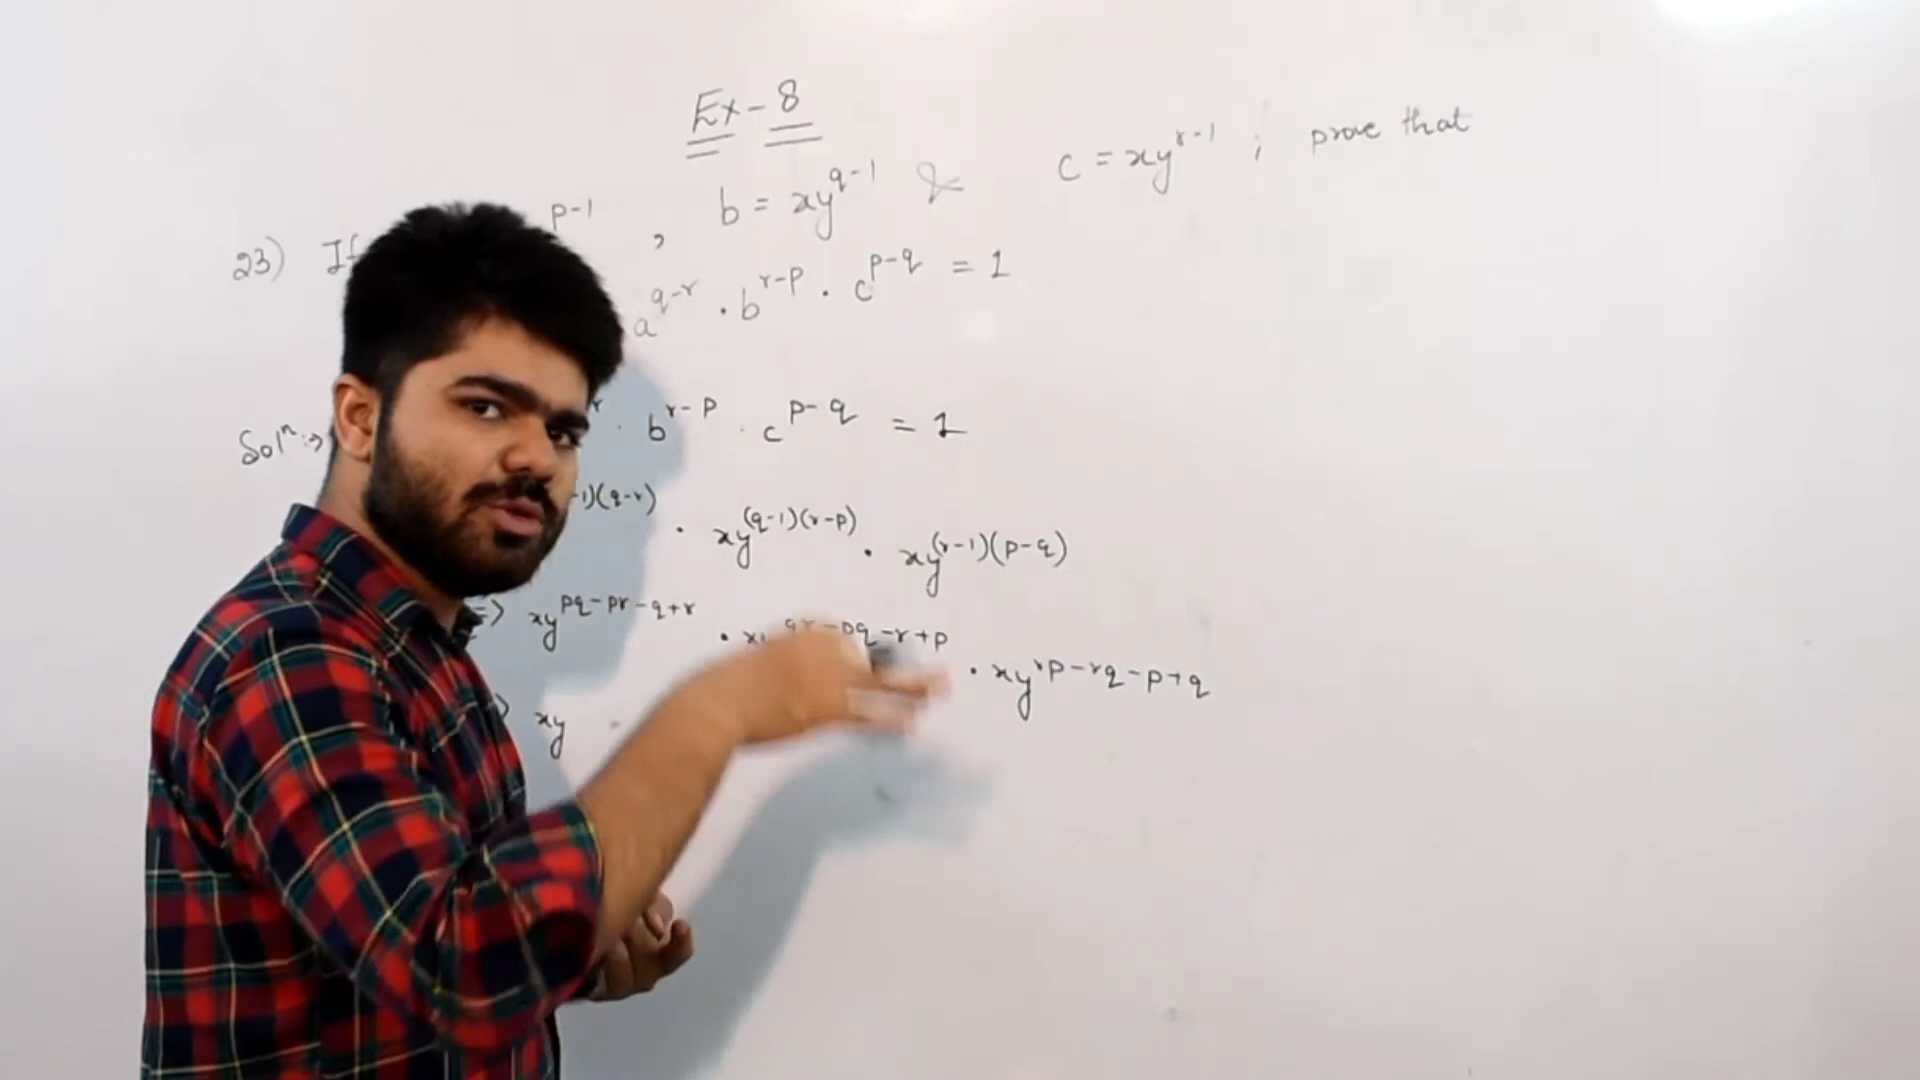 Ex-8
23) If p-1 , b = xy^{q-1} & c = xy^{r-1} ; prove that
a^{q-r} . b^{r-p} . c^{p-q} = 1
Solⁿ :→ r . b^{r-p} . c^{p-q} = 1
-1)(q-r) . xy^{(q-1)(r-p)} . xy^{(r-1)(p-q)}
=> xy^{pq-pr-q+r} . xy^{qr-pq-r+p} . xy^{rp-rq-p+q}
xy